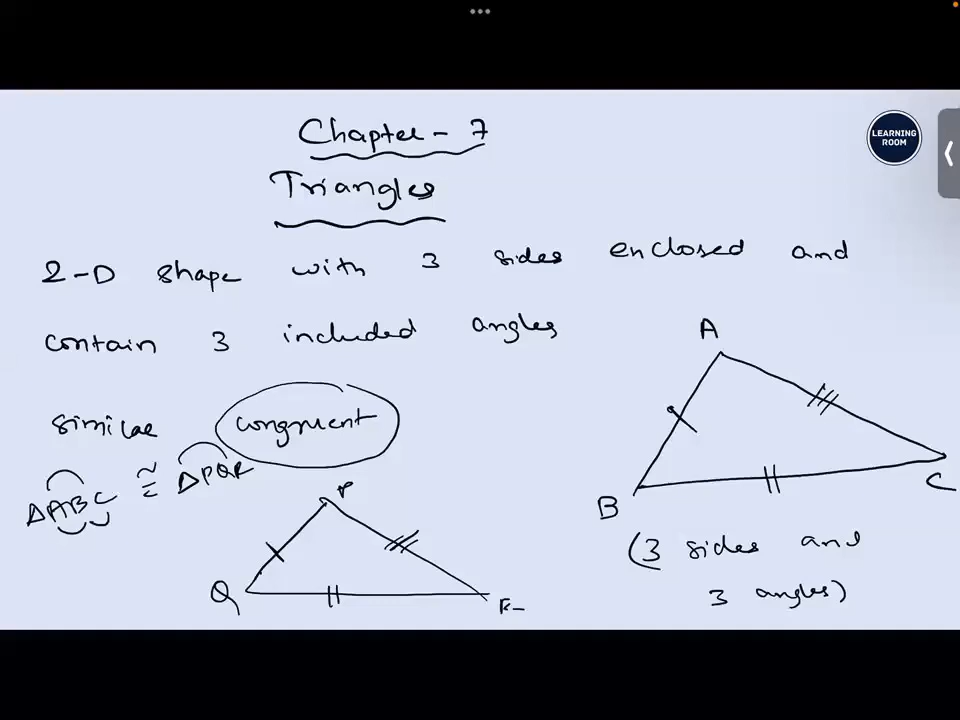 Chapter - 7
LEARNING
ROOM
Triangles
2-D shape with 3 sides enclosed and
contain 3 included angles
similar congruent
ΔABC ≅ ΔPQR
A
B
C
P
Q
R
(3 sides and
3 angles)